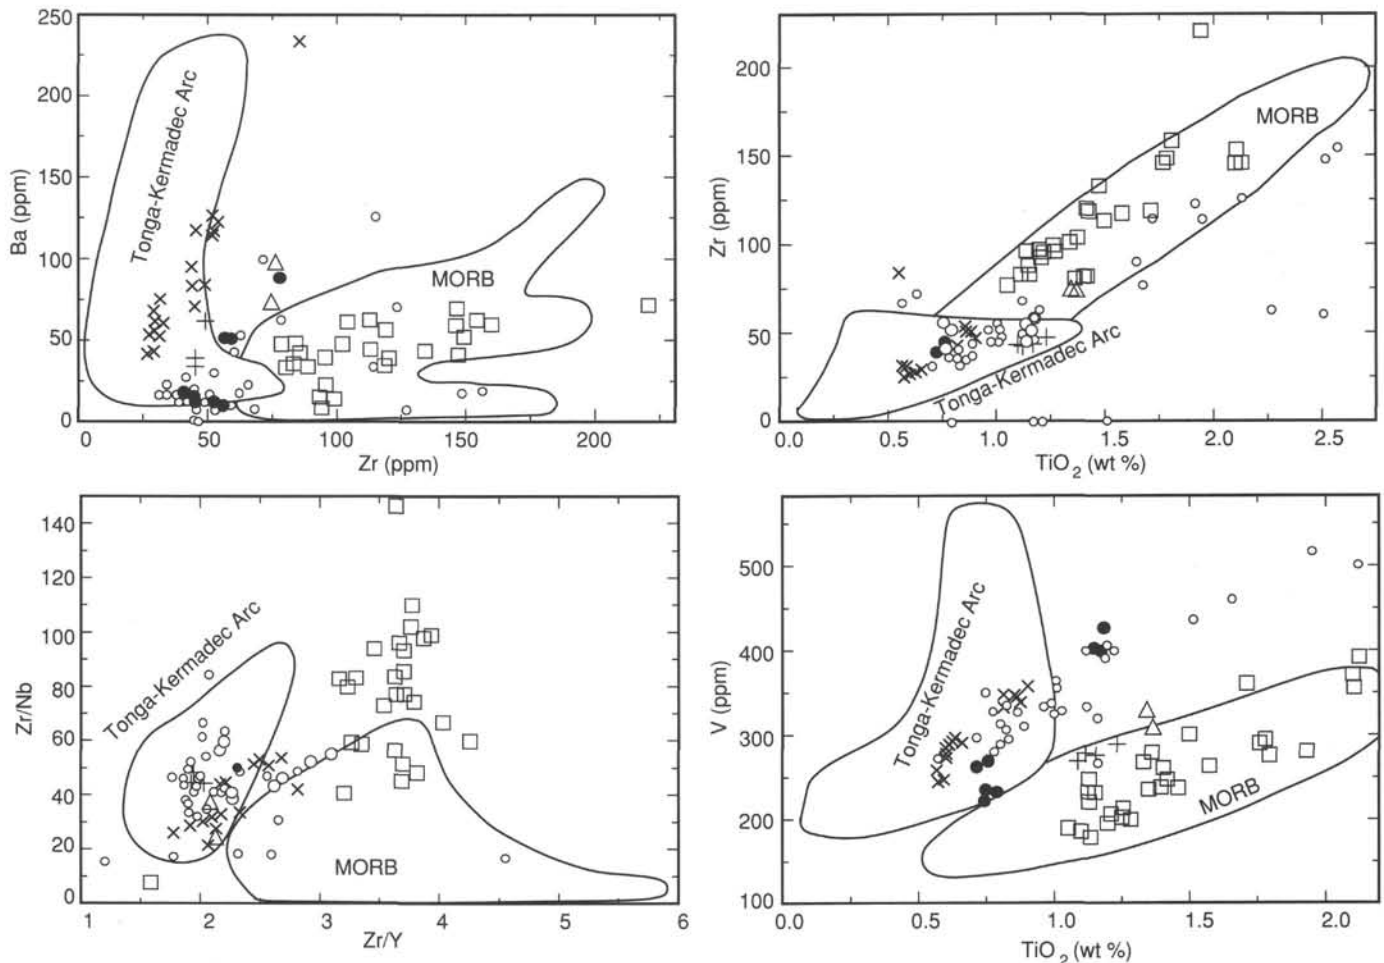 250
200
150
100
50
0
Ba (ppm)
Tonga-Kermadec Arc
MORB
0
50
100
150
200
Zr (ppm)
200
150
100
50
0
Zr (ppm)
MORB
Tonga-Kermadec Arc
0.0
0.5
1.0
1.5
2.0
2.5
TiO2 (wt %)
140
120
100
80
60
40
20
0
Zr/Nb
Tonga-Kermadec Arc
MORB
1
2
3
4
5
6
Zr/Y
500
400
300
200
100
V (ppm)
Tonga-Kermadec Arc
MORB
0.0
0.5
1.0
1.5
2.0
TiO2 (wt %)